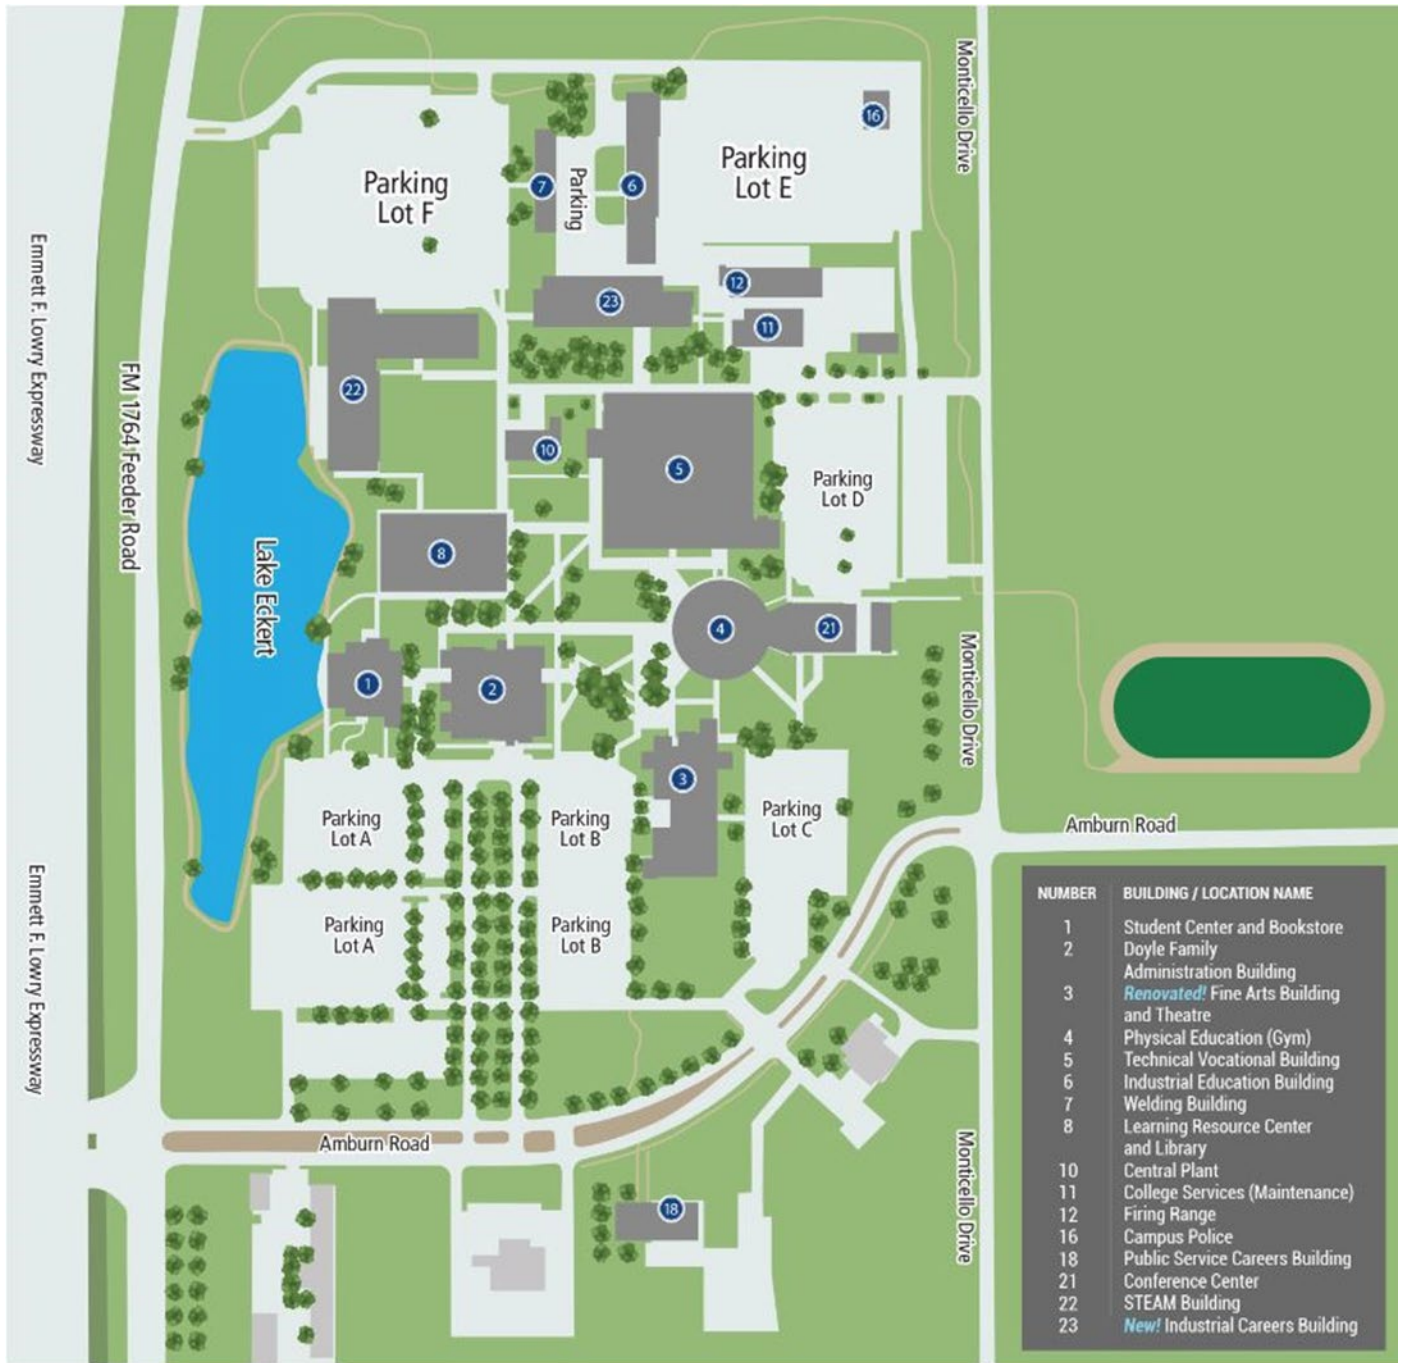 Monticello Drive
16
Parking
Lot E
Parking
Lot F
7
Parking
6
Emmett F. Lowry Expressway
12
23
11
FM 1764 Feeder Road
22
10
5
Parking
Lot D
8
Lake Eckert
4
21
Monticello Drive
1
2
3
Parking
Lot A
Parking
Lot B
Parking
Lot C
Amburn Road
Emmett F. Lowry Expressway
Parking
Lot A
Parking
Lot B
Amburn Road
Monticello Drive
18
NUMBER BUILDING / LOCATION NAME
1 Student Center and Bookstore
2 Doyle Family
Administration Building
3 Renovated! Fine Arts Building
and Theatre
4 Physical Education (Gym)
5 Technical Vocational Building
6 Industrial Education Building
7 Welding Building
8 Learning Resource Center
and Library
10 Central Plant
11 College Services (Maintenance)
12 Firing Range
16 Campus Police
18 Public Service Careers Building
21 Conference Center
22 STEAM Building
23 New! Industrial Careers Building